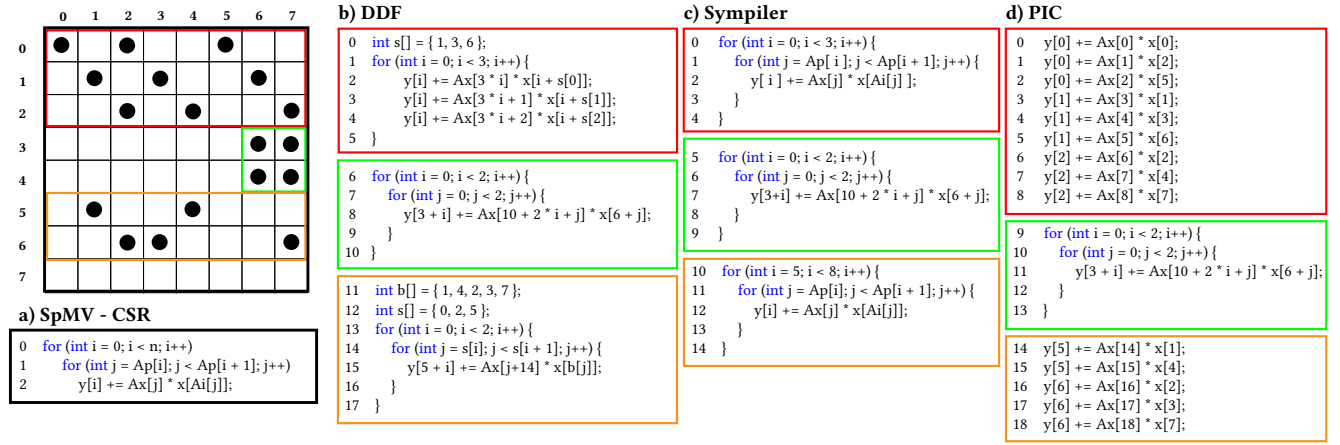 0 1 2 3 4 5 6 7
0
1
2
3
4
5
6
7
a) SpMV - CSR
0 for (int i = 0; i < n; i++)
1 for (int j = Ap[i]; j < Ap[i + 1]; j++)
2 y[i] += Ax[j] * x[Ai[j]];
b) DDF
0 int s[] = { 1, 3, 6 };
1 for (int i = 0; i < 3; i++) {
2 y[i] += Ax[3 * i] * x[i + s[0]];
3 y[i] += Ax[3 * i + 1] * x[i + s[1]];
4 y[i] += Ax[3 * i + 2] * x[i + s[2]];
5 }
6 for (int i = 0; i < 2; i++) {
7 for (int j = 0; j < 2; j++) {
8 y[3 + i] += Ax[10 + 2 * i + j] * x[6 + j];
9 }
10 }
11 int b[] = { 1, 4, 2, 3, 7 };
12 int s[] = { 0, 2, 5 };
13 for (int i = 0; i < 2; i++) {
14 for (int j = s[i]; j < s[i + 1]; j++) {
15 y[5 + i] += Ax[j+14] * x[b[j]];
16 }
17 }
c) Sympiler
0 for (int i = 0; i < 3; i++) {
1 for (int j = Ap[ i ]; j < Ap[i + 1]; j++) {
2 y[ i ] += Ax[j] * x[Ai[j] ];
3 }
4 }
5 for (int i = 0; i < 2; i++) {
6 for (int j = 0; j < 2; j++) {
7 y[3+i] += Ax[10 + 2 * i + j] * x[6 + j];
8 }
9 }
10 for (int i = 5; i < 8; i++) {
11 for (int j = Ap[i]; j < Ap[i + 1]; j++) {
12 y[i] += Ax[j] * x[Ai[j]];
13 }
14 }
d) PIC
0 y[0] += Ax[0] * x[0];
1 y[0] += Ax[1] * x[2];
2 y[0] += Ax[2] * x[5];
3 y[1] += Ax[3] * x[1];
4 y[1] += Ax[4] * x[3];
5 y[1] += Ax[5] * x[6];
6 y[2] += Ax[6] * x[2];
7 y[2] += Ax[7] * x[4];
8 y[2] += Ax[8] * x[7];
9 for (int i = 0; i < 2; i++) {
10 for (int j = 0; j < 2; j++) {
11 y[3 + i] += Ax[10 + 2 * i + j] * x[6 + j];
12 }
13 }
14 y[5] += Ax[14] * x[1];
15 y[5] += Ax[15] * x[4];
16 y[6] += Ax[16] * x[2];
17 y[6] += Ax[17] * x[3];
18 y[6] += Ax[18] * x[7];